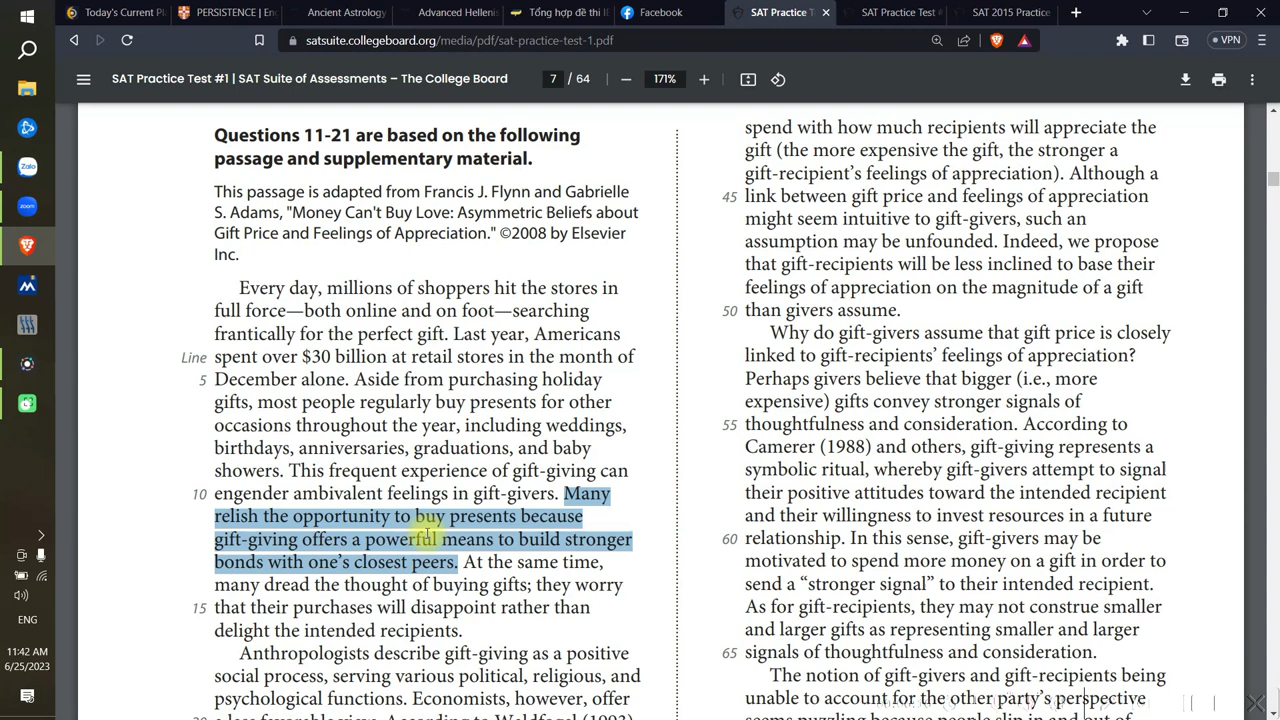 Today's Current P
PERSISTENCE | En
Ancient Astrology
Advanced Hellenis
Tổng hợp đề thi IE
Facebook
SAT Practice T
SAT Practice Test #
SAT 2015 Practice
satsuite.collegeboard.org/media/pdf/sat-practice-test-1.pdf
VPN
SAT Practice Test #1 | SAT Suite of Assessments – The College Board
7 / 64
171%
Questions 11-21 are based on the following
passage and supplementary material.
This passage is adapted from Francis J. Flynn and Gabrielle
S. Adams, "Money Can't Buy Love: Asymmetric Beliefs about
Gift Price and Feelings of Appreciation." ©2008 by Elsevier
Inc.
Every day, millions of shoppers hit the stores in
full force—both online and on foot—searching
frantically for the perfect gift. Last year, Americans
Line spent over $30 billion at retail stores in the month of
5 December alone. Aside from purchasing holiday
gifts, most people regularly buy presents for other
occasions throughout the year, including weddings,
birthdays, anniversaries, graduations, and baby
showers. This frequent experience of gift-giving can
10 engender ambivalent feelings in gift-givers. Many
relish the opportunity to buy presents because
gift-giving offers a powerful means to build stronger
bonds with one's closest peers. At the same time,
many dread the thought of buying gifts; they worry
15 that their purchases will disappoint rather than
delight the intended recipients.
Anthropologists describe gift-giving as a positive
social process, serving various political, religious, and
psychological functions. Economists, however, offer
20 a less favorable view. According to Waldfogel (1993)
spend with how much recipients will appreciate the
gift (the more expensive the gift, the stronger a
gift-recipient's feelings of appreciation). Although a
45 link between gift price and feelings of appreciation
might seem intuitive to gift-givers, such an
assumption may be unfounded. Indeed, we propose
that gift-recipients will be less inclined to base their
feelings of appreciation on the magnitude of a gift
50 than givers assume.
Why do gift-givers assume that gift price is closely
linked to gift-recipients' feelings of appreciation?
Perhaps givers believe that bigger (i.e., more
expensive) gifts convey stronger signals of
55 thoughtfulness and consideration. According to
Camerer (1988) and others, gift-giving represents a
symbolic ritual, whereby gift-givers attempt to signal
their positive attitudes toward the intended recipient
and their willingness to invest resources in a future
60 relationship. In this sense, gift-givers may be
motivated to spend more money on a gift in order to
send a “stronger signal” to their intended recipient.
As for gift-recipients, they may not construe smaller
and larger gifts as representing smaller and larger
65 signals of thoughtfulness and consideration.
The notion of gift-givers and gift-recipients being
unable to account for the other party's perspective
seems puzzling because people slip in and out of
Zalo
zoom
ENG
11:42 AM
6/25/2023